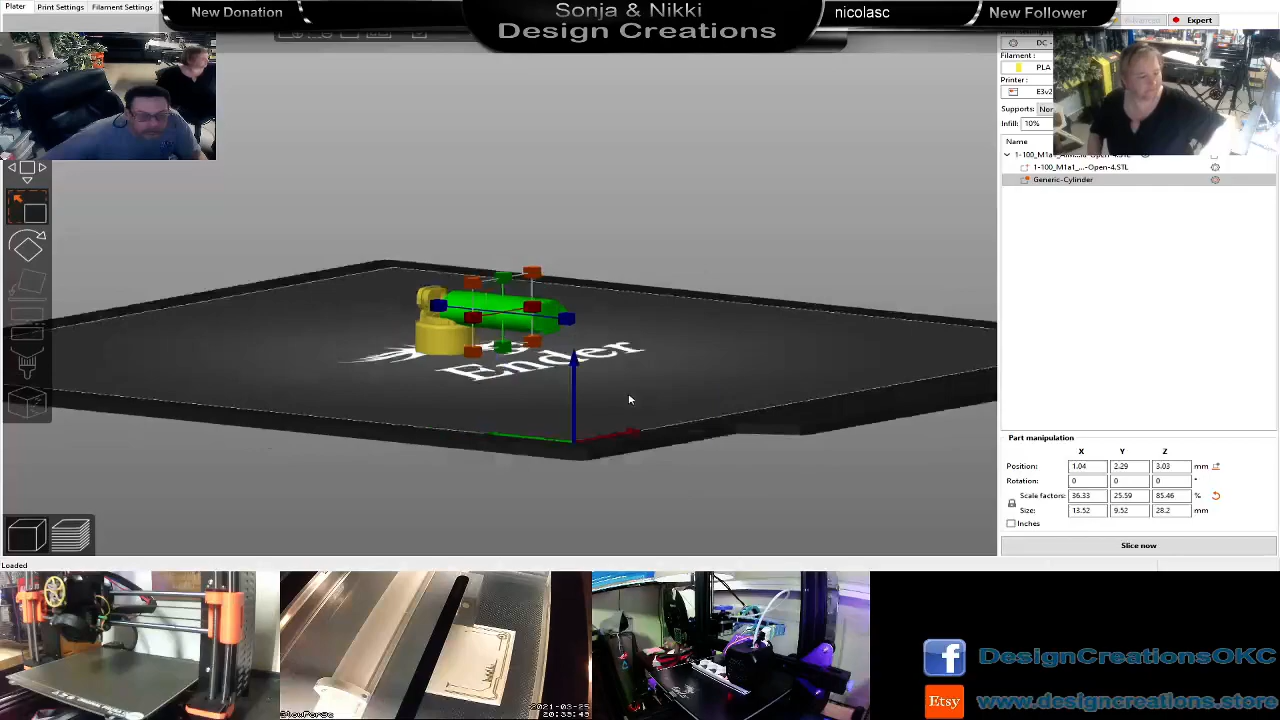 Plater Print Settings Filament Settings
New Donation
Sonja & Nikki
Design Creations
nicolasc
New Follower
Expert
DC -
Filament :
PLA
Printer :
E3v2
Supports:
Infill: 10%
Name
1-100_M1a1_...-Open-4.STL
Generic-Cylinder
Ender
Part manipulation
X Y Z
Position: 1.04 2.29 3.03 mm
Rotation: 0 0 0 °
Scale factors: 36.33 25.59 85.46 %
Size: 13.52 9.52 28.2 mm
Inches
Slice now
Loaded
DesignCreationsOKC
Etsy www.designcreations.store